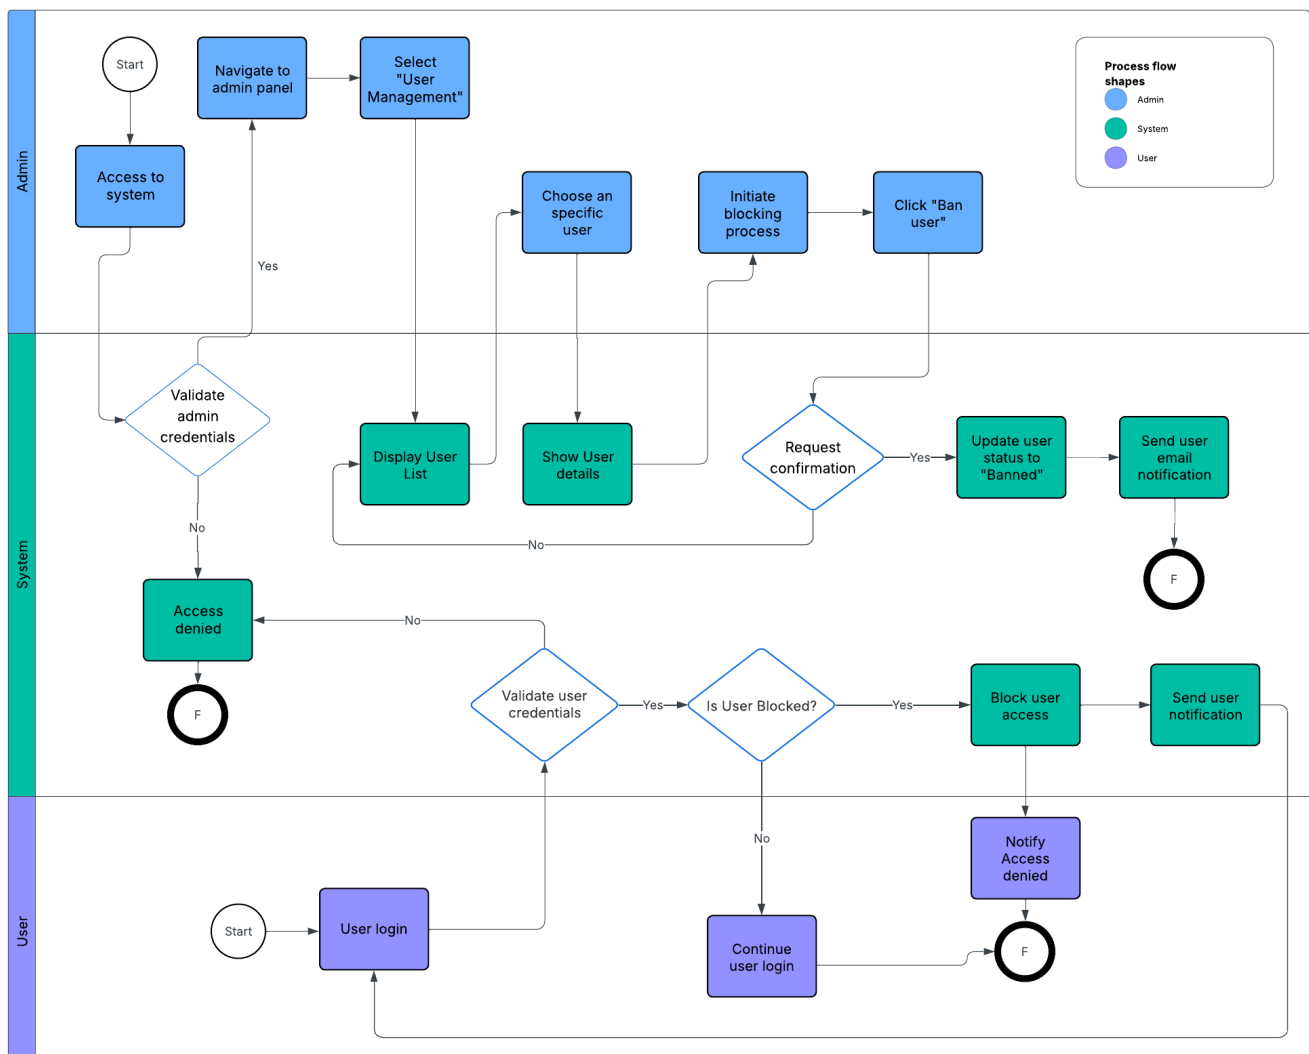 Admin
Start
Navigate to
admin panel
Select
"User
Management"
Process flow
shapes
Admin
System
User
Access to
system
Choose an
specific
user
Initiate
blocking
process
Click "Ban
user"
Yes
System
Validate
admin
credentials
Display User
List
Show User
details
Request
confirmation
Yes
Update user
status to
"Banned"
Send user
email
notification
No
No
F
Access
denied
No
F
Validate user
credentials
Yes
Is User Blocked?
Yes
Block user
access
Send user
notification
User
No
Notify
Access
denied
Start
User login
Continue
user login
F